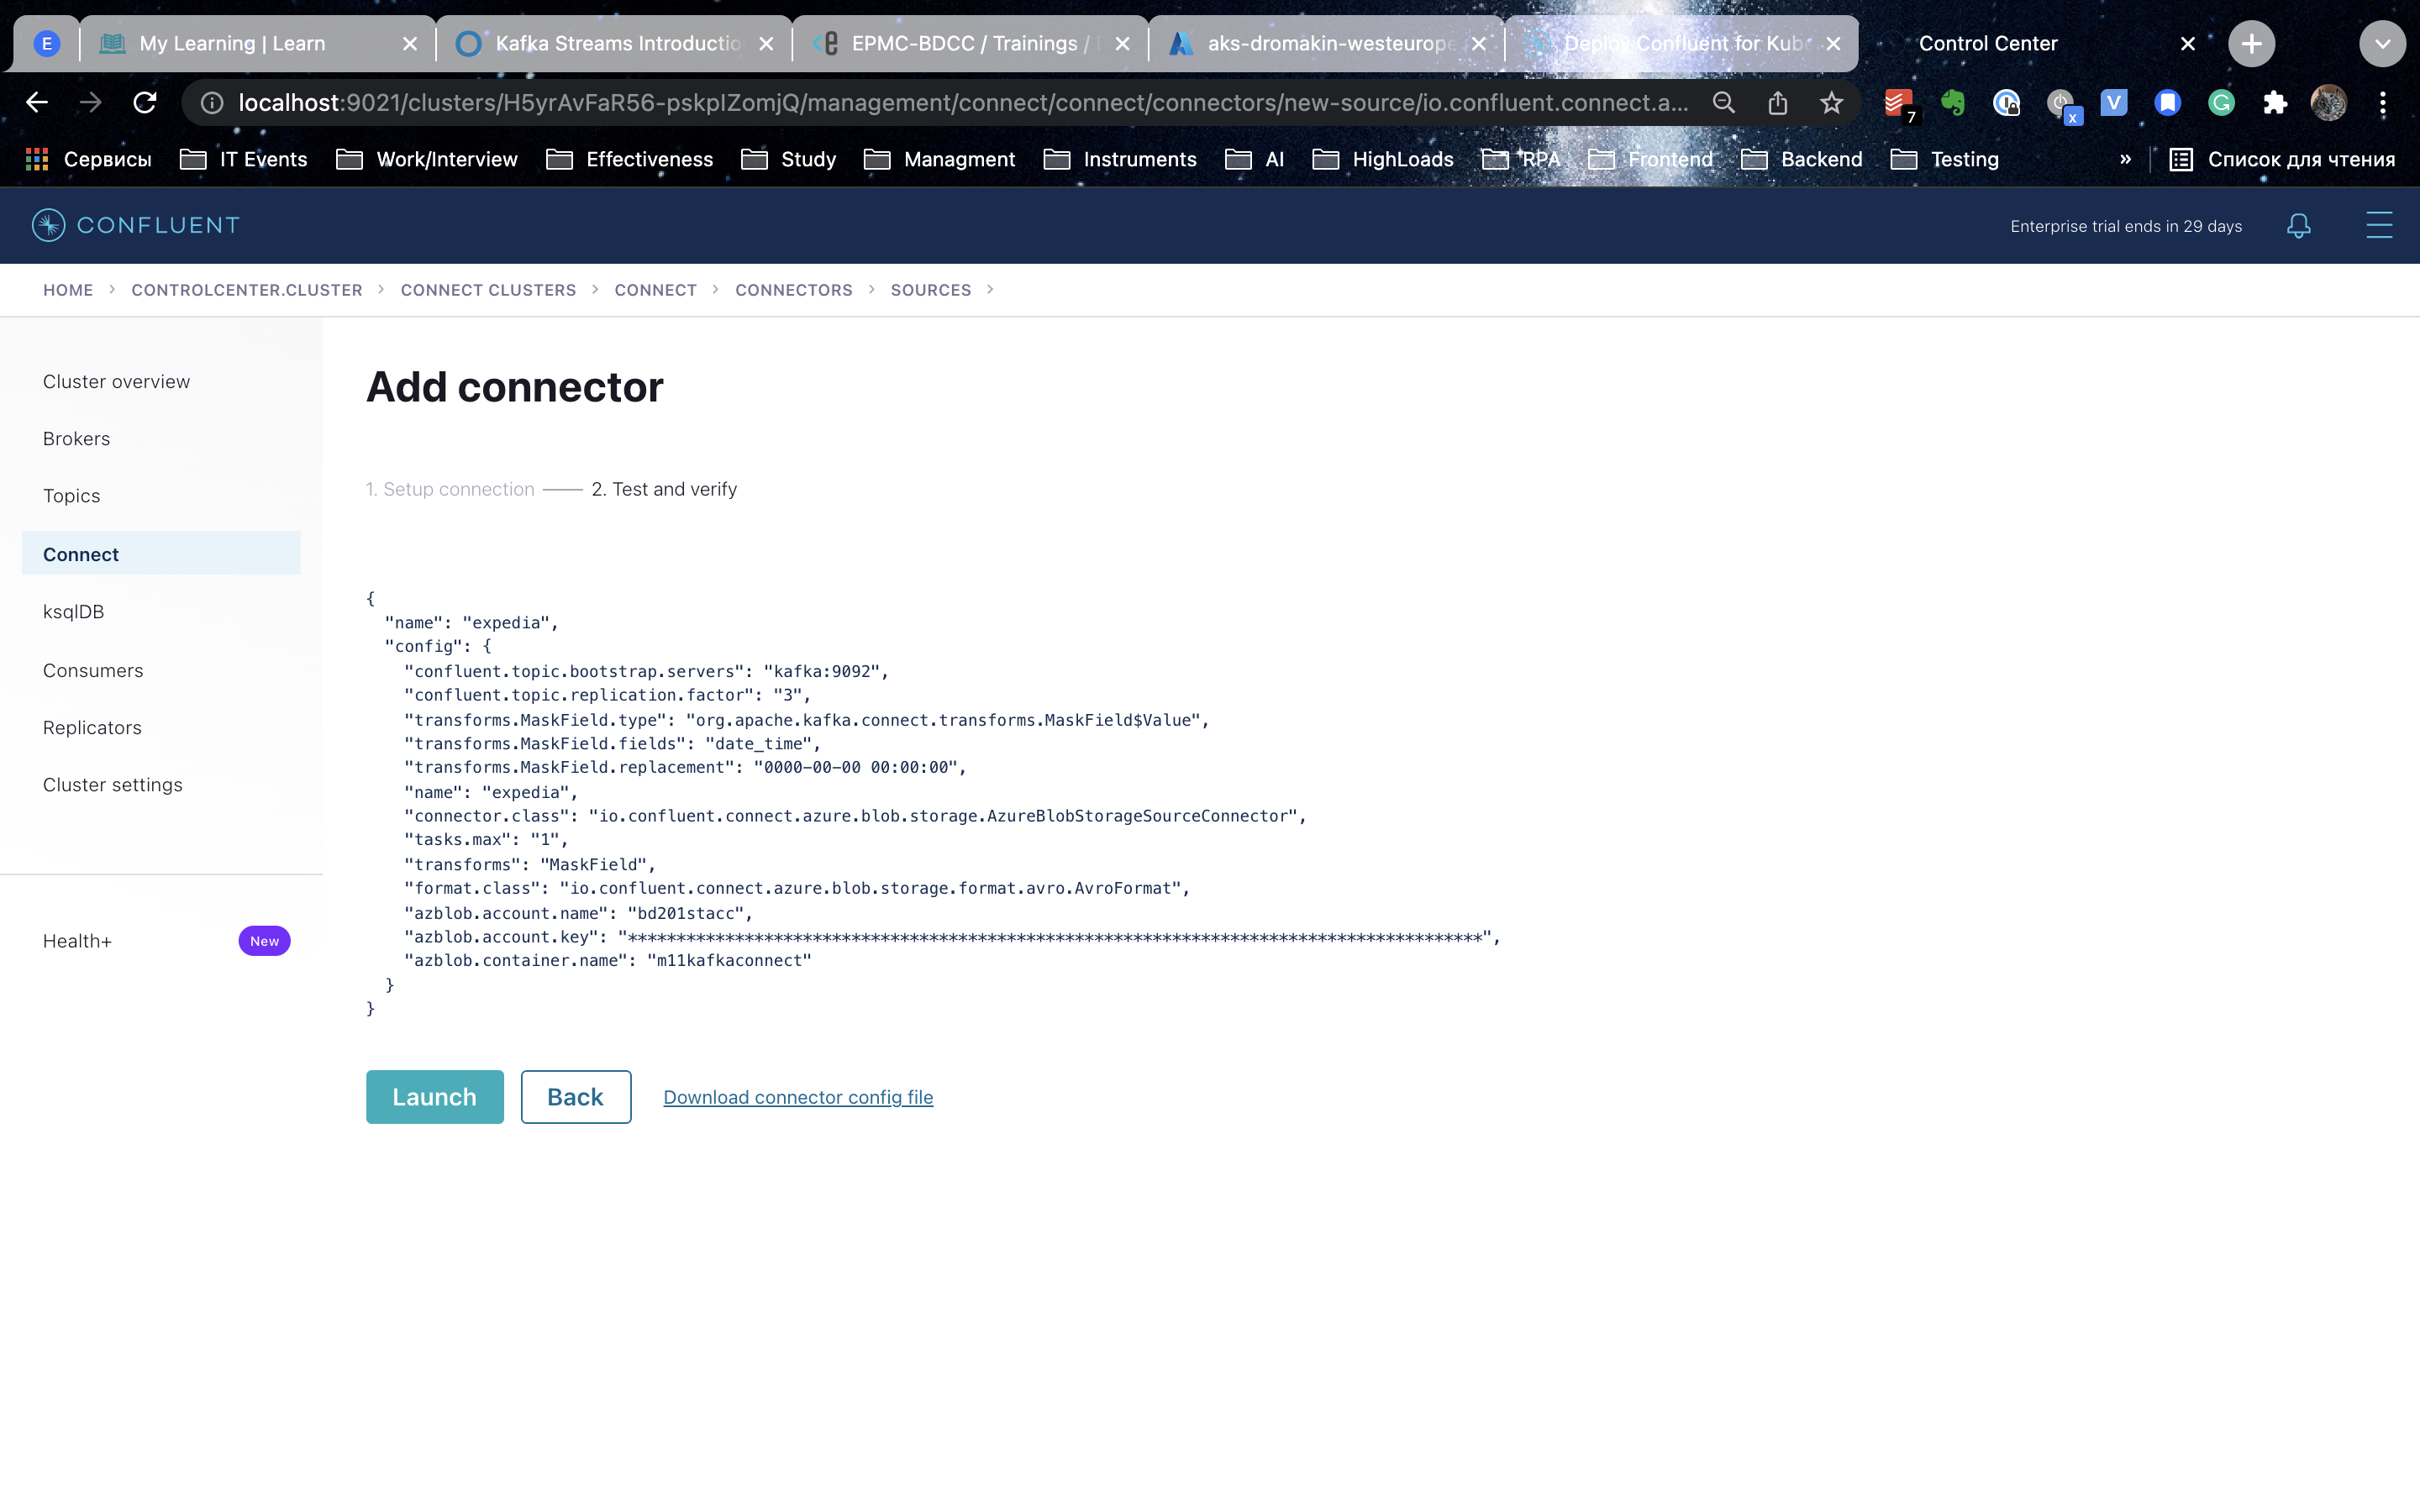 E
My Learning | Learn
Kafka Streams Introductio
EPMC-BDCC / Trainings /
aks-dromakin-westeurope
Deploy Confluent for Kube
Control Center
localhost:9021/clusters/H5yrAvFaR56-pskpIZomjQ/management/connect/connect/connectors/new-source/io.confluent.connect.a...
7
x
V
Сервисы
IT Events
Work/Interview
Effectiveness
Study
Managment
Instruments
AI
HighLoads
RPA
Frontend
Backend
Testing
»
Список для чтения
CONFLUENT
Enterprise trial ends in 29 days
HOME > CONTROLCENTER.CLUSTER > CONNECT CLUSTERS > CONNECT > CONNECTORS > SOURCES >
Cluster overview
Brokers
Topics
Connect
ksqlDB
Consumers
Replicators
Cluster settings
Health+
New
Add connector
1. Setup connection
2. Test and verify
{
"name": "expedia",
"config": {
"confluent.topic.bootstrap.servers": "kafka:9092",
"confluent.topic.replication.factor": "3",
"transforms.MaskField.type": "org.apache.kafka.connect.transforms.MaskField$Value",
"transforms.MaskField.fields": "date_time",
"transforms.MaskField.replacement": "0000-00-00 00:00:00",
"name": "expedia",
"connector.class": "io.confluent.connect.azure.blob.storage.AzureBlobStorageSourceConnector",
"tasks.max": "1",
"transforms": "MaskField",
"format.class": "io.confluent.connect.azure.blob.storage.format.avro.AvroFormat",
"azblob.account.name": "bd201stacc",
"azblob.account.key": "****************************************************************************************",
"azblob.container.name": "m11kafkaconnect"
}
}
Launch
Back
Download connector config file